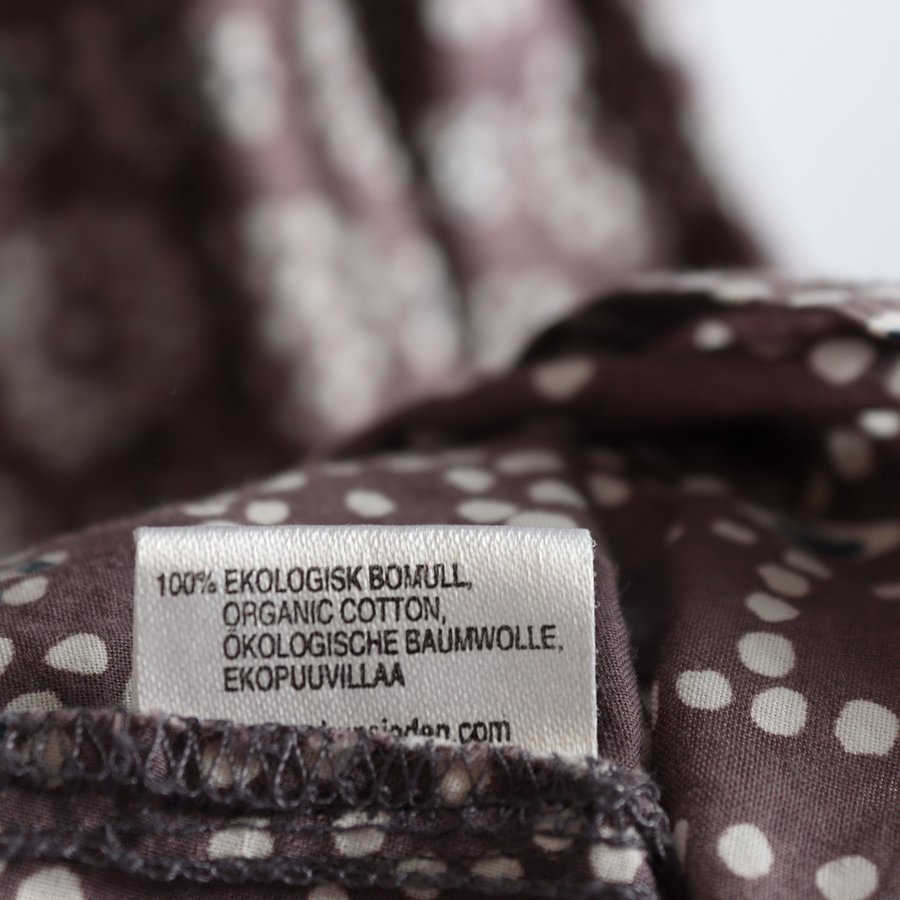 100% EKOLOGISK BOMULL,
ORGANIC COTTON,
ÖKOLOGISCHE BAUMWOLLE,
EKOPUUVILLAA